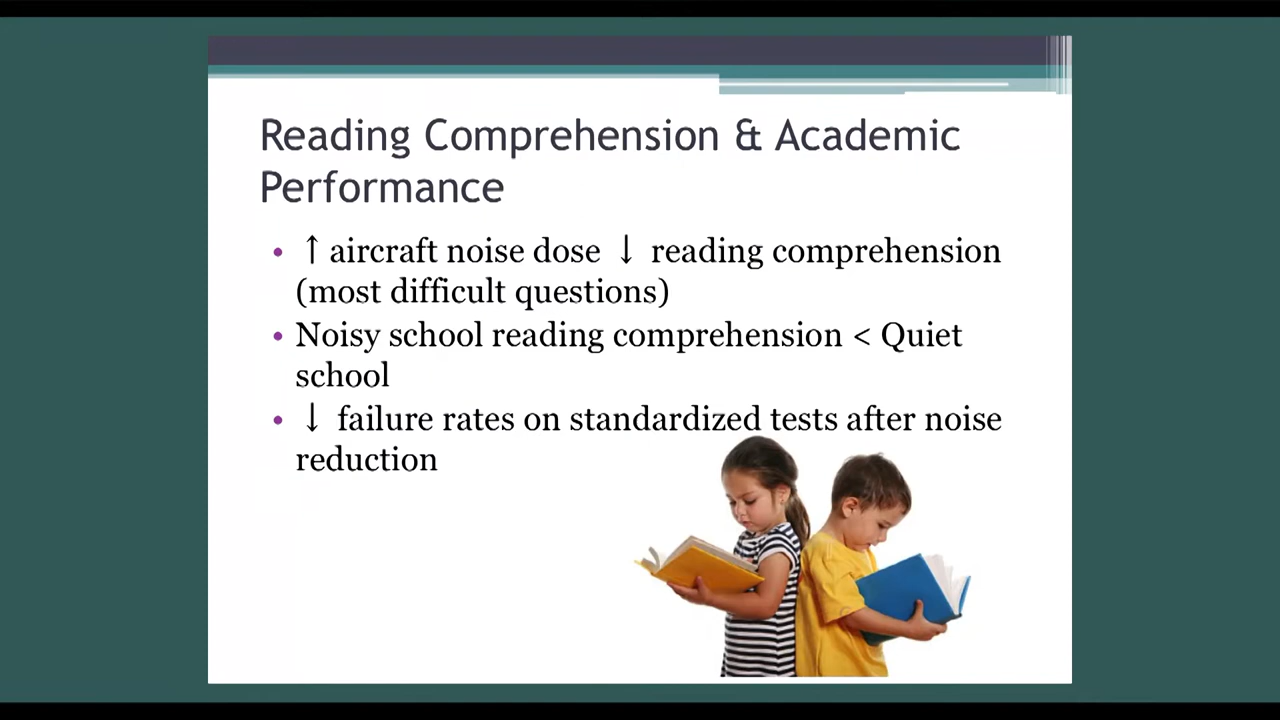 Reading Comprehension & Academic
Performance
• ↑ aircraft noise dose ↓ reading comprehension
(most difficult questions)
• Noisy school reading comprehension < Quiet
school
• ↓ failure rates on standardized tests after noise
reduction